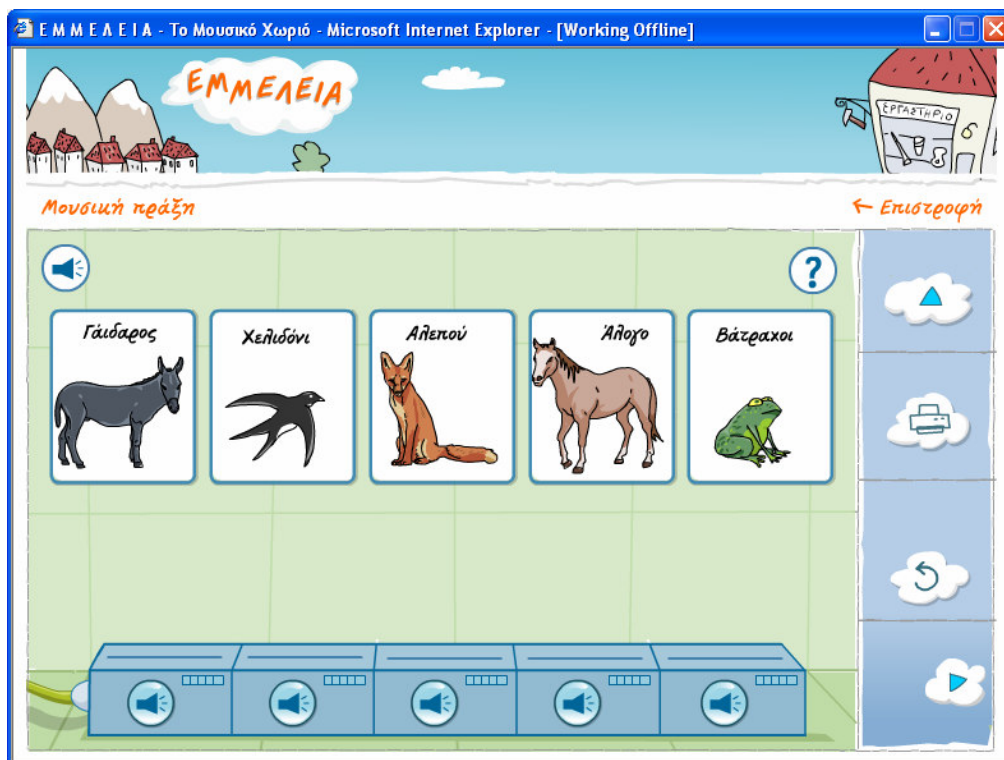 Ε Μ Μ Ε Λ Ε Ι Α - Το Μουσικό Χωριό - Microsoft Internet Explorer - [Working Offline]
ΕΜΜΕΛΕΙΑ
ΕΡΓΑΣΤΗΡΙΟ
Μουσική πράξη
← Επιστροφή
?
Γάιδαρος
Χελιδόνι
Αλεπού
Άλογο
Βάτραχοι